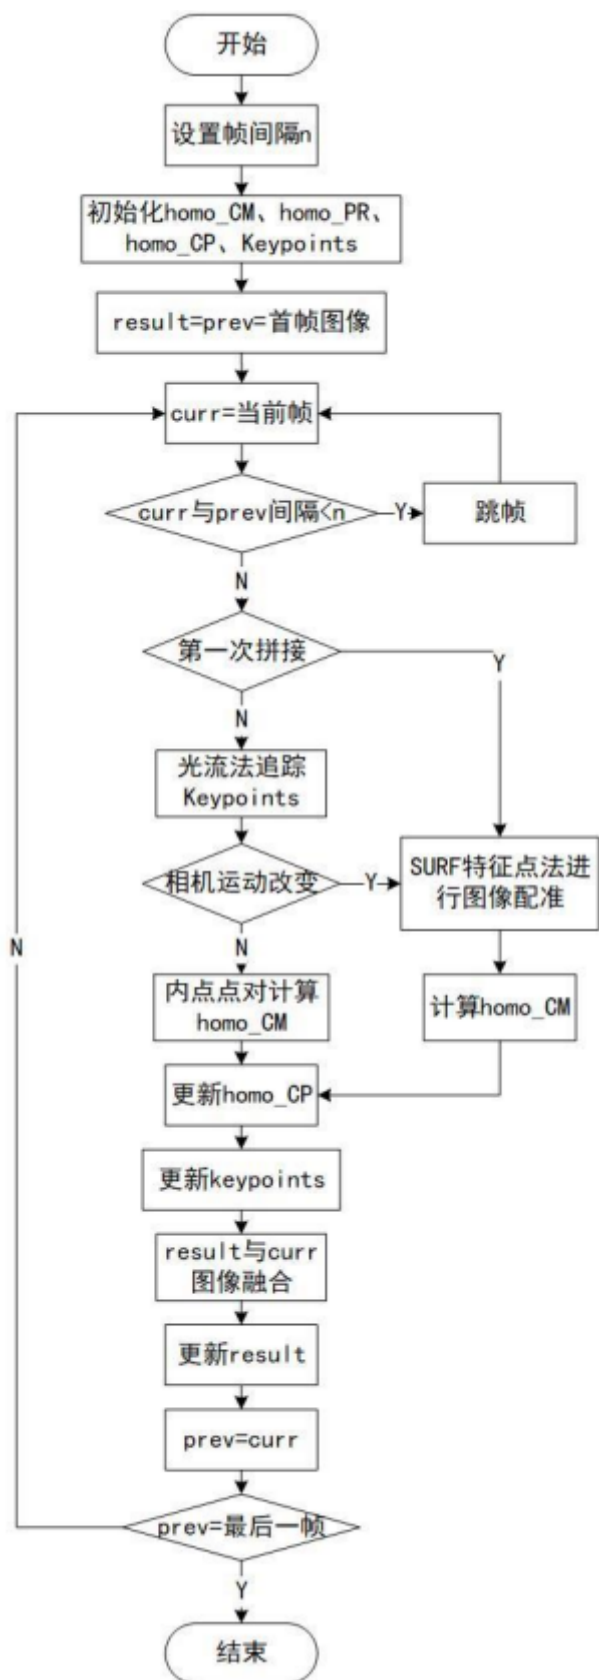 开始
设置帧间隔n
初始化homo_CM、homo_PR、
homo_CP、Keypoints
result=prev=首帧图像
curr=当前帧
curr与prev间隔<n
Y
跳帧
N
第一次拼接
Y
N
光流法追踪
Keypoints
相机运动改变
Y
SURF特征点法进
行图像配准
N
N
内点点对计算
homo_CM
计算homo_CM
更新homo_CP
更新keypoints
result与curr
图像融合
更新result
prev=curr
prev=最后一帧
Y
结束